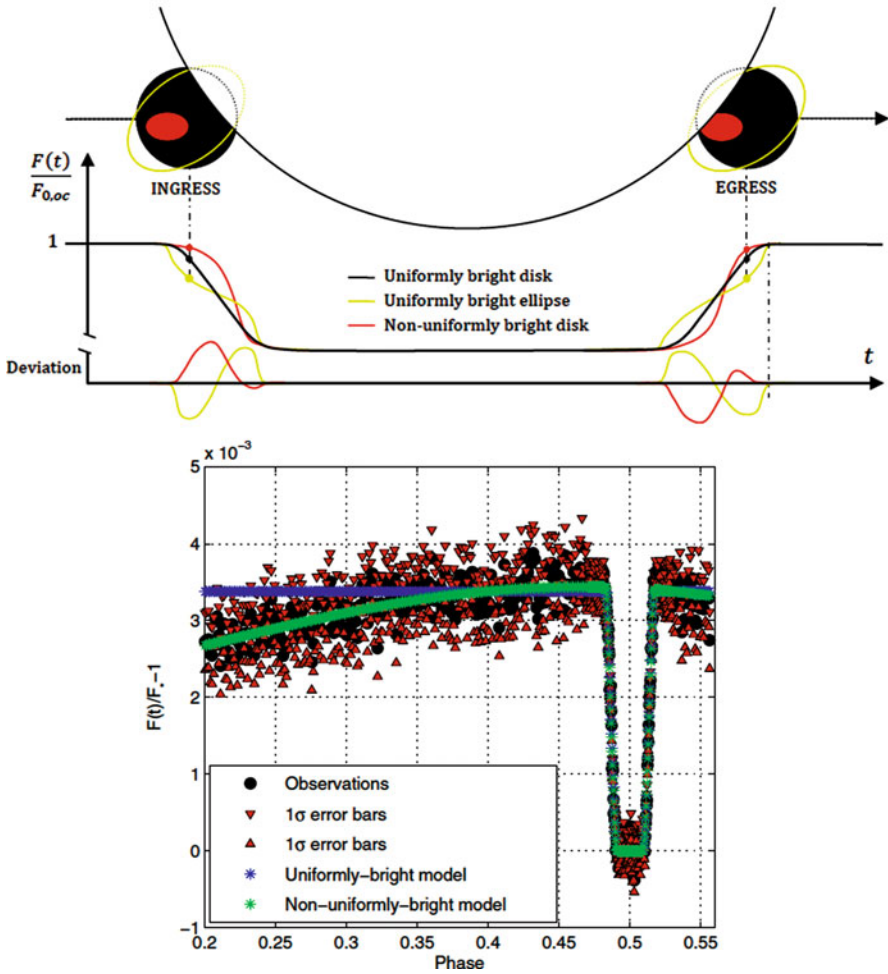 INGRESS
EGRESS
F(t)
F0,oc
1
Uniformly bright disk
Uniformly bright ellipse
Non-uniformly bright disk
Deviation
t
× 10⁻³
5
4
3
2
1
0
−1
F(t)/F*-1
Observations
1σ error bars
1σ error bars
Uniformly−bright model
Non−uniformly−bright model
0.2 0.25 0.3 0.35 0.4 0.45 0.5 0.55
Phase